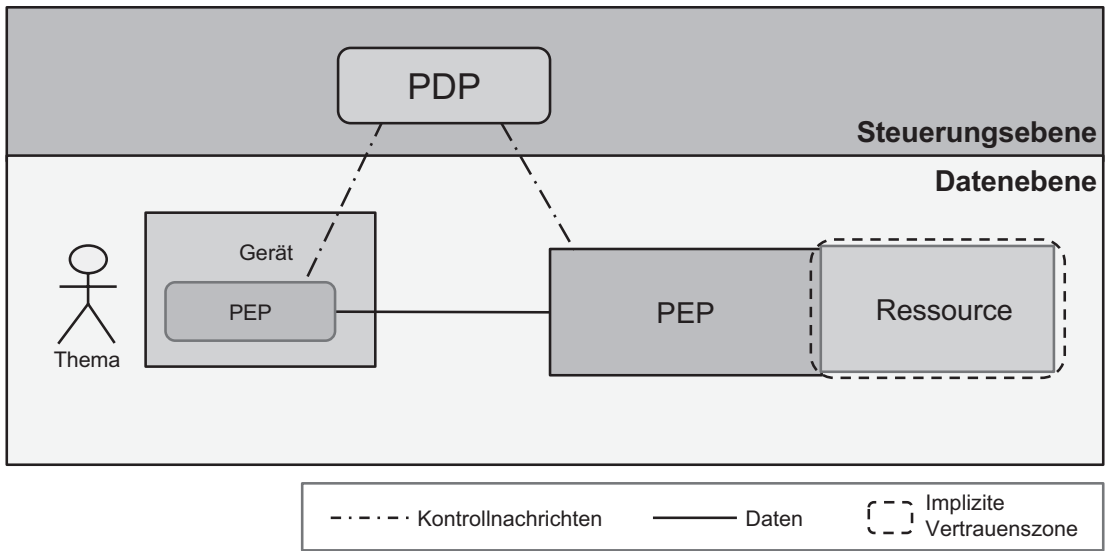 PDP
Steuerungsebene
Datenebene
Gerät
PEP
Thema
PEP
Ressource
Kontrollnachrichten
Daten
Implizite
Vertrauenszone